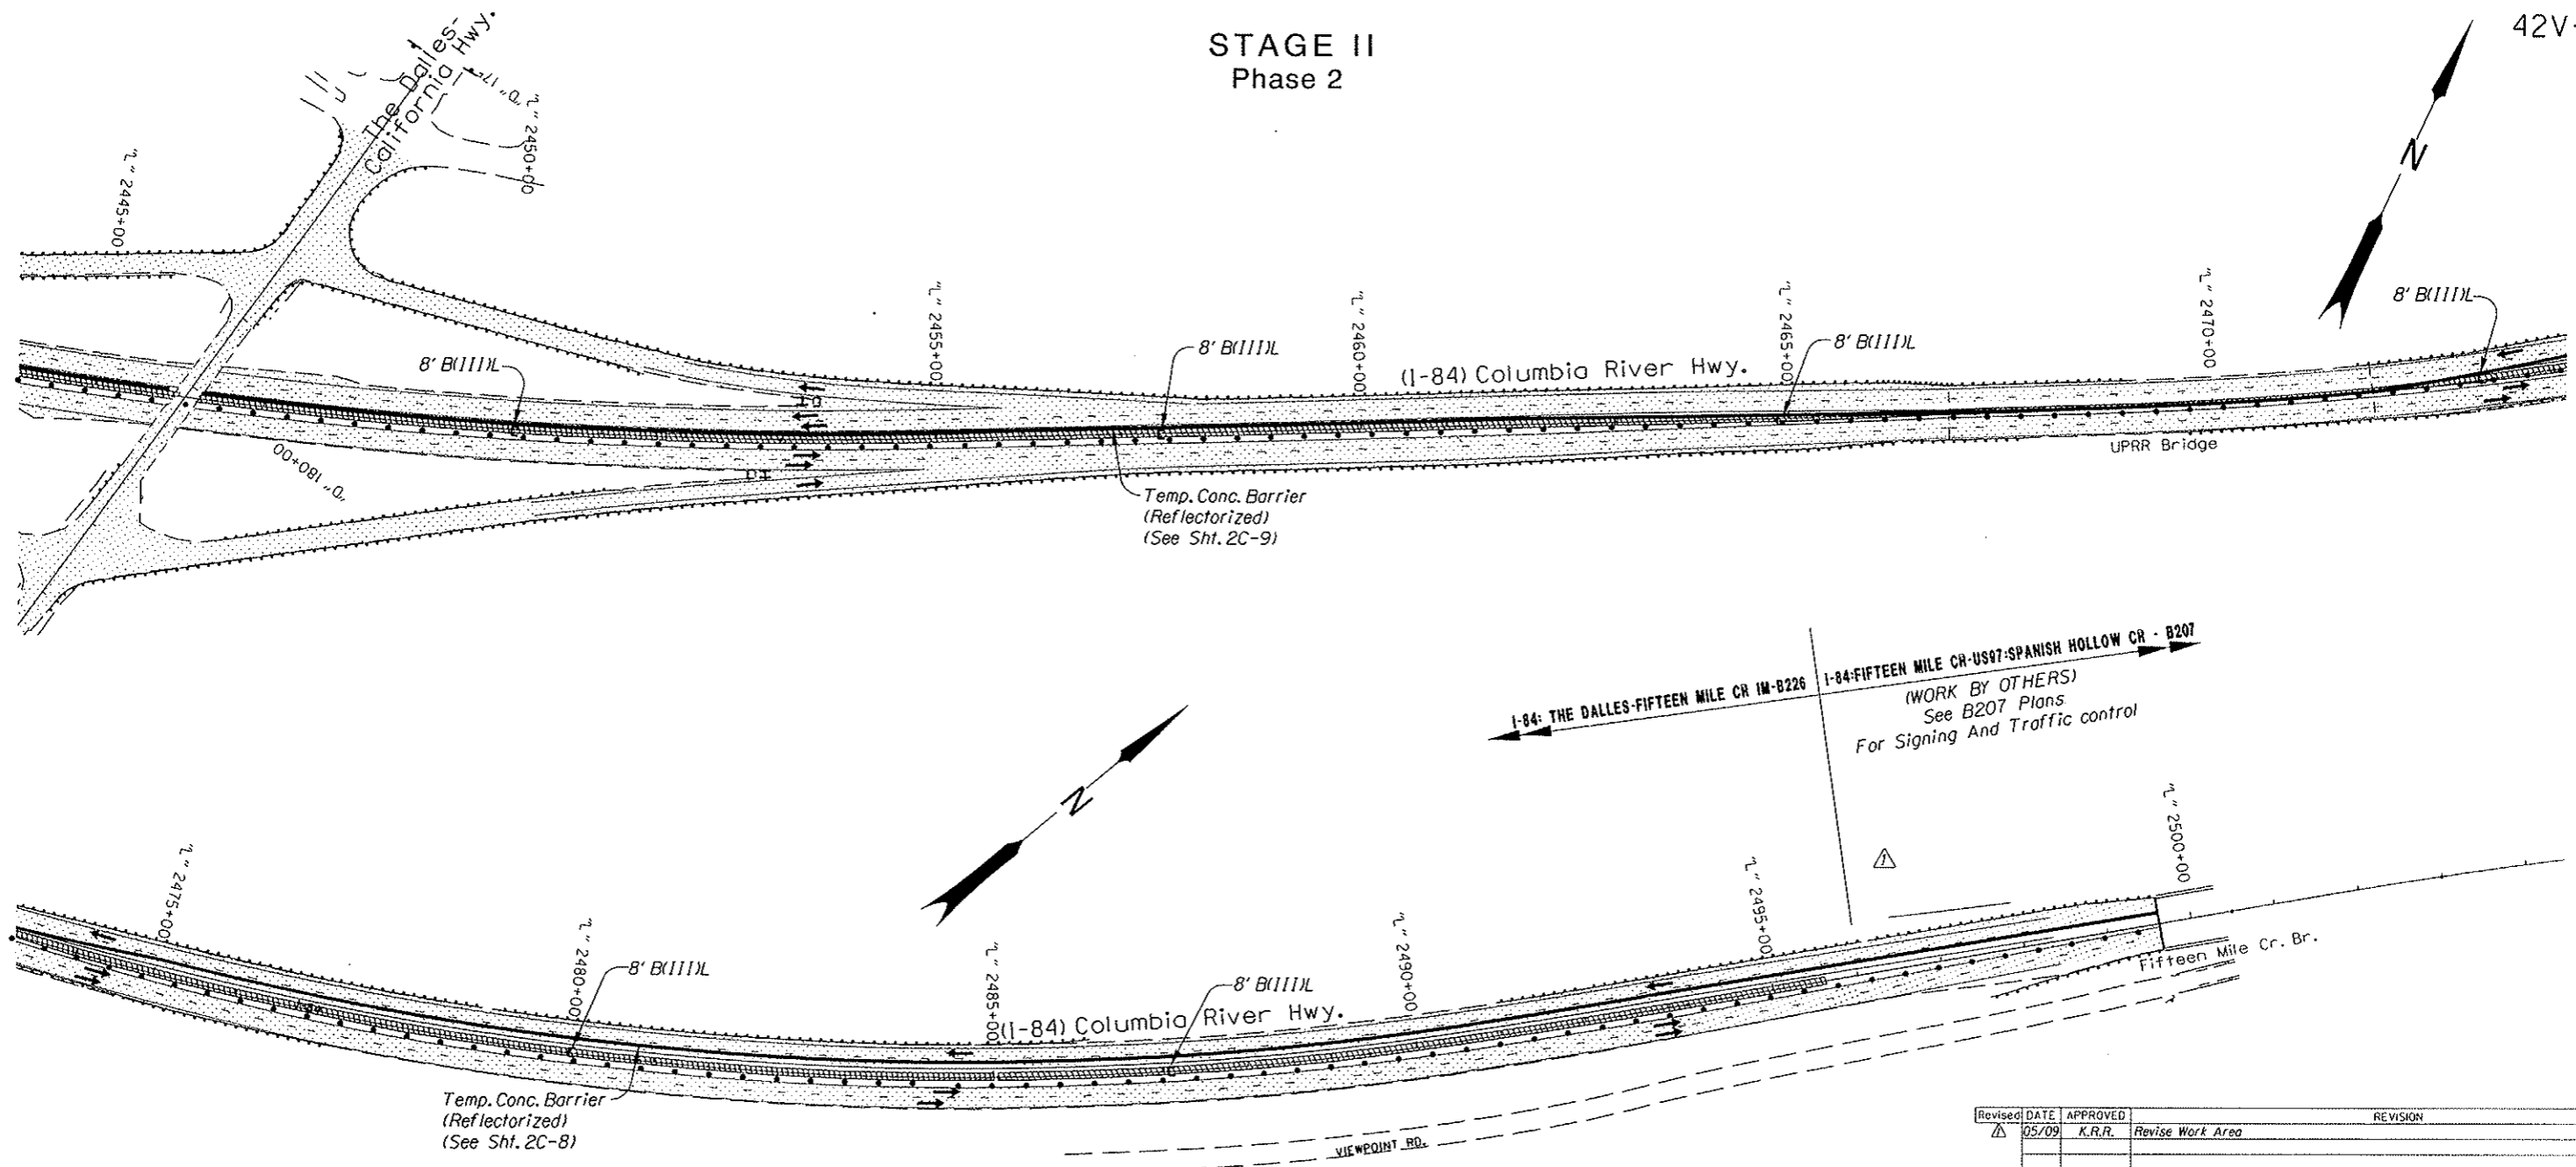 STAGE II
Phase 2
42V-
The Dalles-
California Hwy.
"L" 2445+00
"L" 2450+00
"L" 2455+00
"L" 2460+00
"L" 2465+00
"L" 2470+00
N
8' B(III)L
8' B(III)L
8' B(III)L
8' B(III)L
(I-84) Columbia River Hwy.
"D" 180+00
Temp. Conc. Barrier
(Reflectorized)
(See Sht. 2C-9)
UPRR Bridge
I-84: THE DALLES-FIFTEEN MILE CR IM-B226
I-84:FIFTEEN MILE CR-US97:SPANISH HOLLOW CR - B207
(WORK BY OTHERS)
See B207 Plans
For Signing And Traffic control
N
1
"L" 2475+00
"L" 2480+00
"L" 2485+00
"L" 2490+00
"L" 2495+00
"L" 2500+00
8' B(III)L
8' B(III)L
(I-84) Columbia River Hwy.
Fifteen Mile Cr. Br.
Temp. Conc. Barrier
(Reflectorized)
(See Sht. 2C-8)
VIEWPOINT RD.
Revised DATE APPROVED REVISION
1 05/09 K.R.R. Revise Work Area